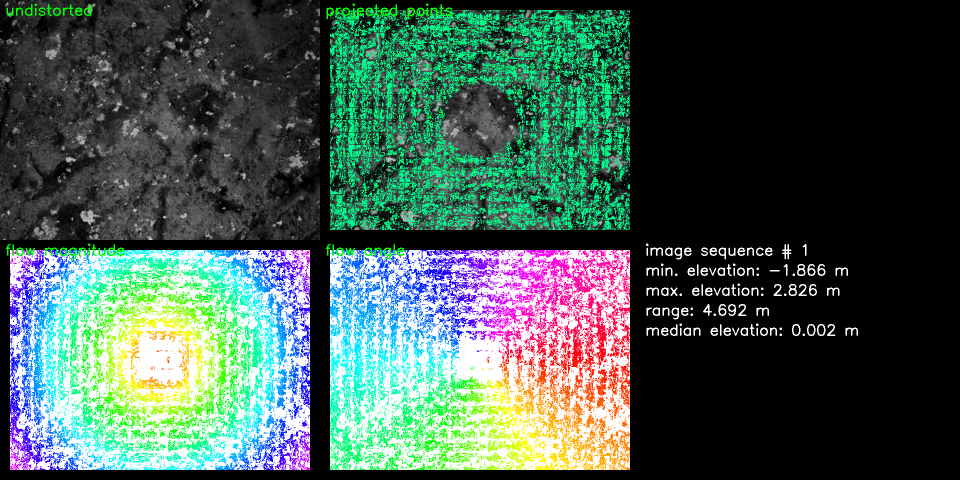 undistorted
projected points
flow magnitude
flow angle
image sequence # 1
min. elevation: −1.866 m
max. elevation: 2.826 m
range: 4.692 m
median elevation: 0.002 m